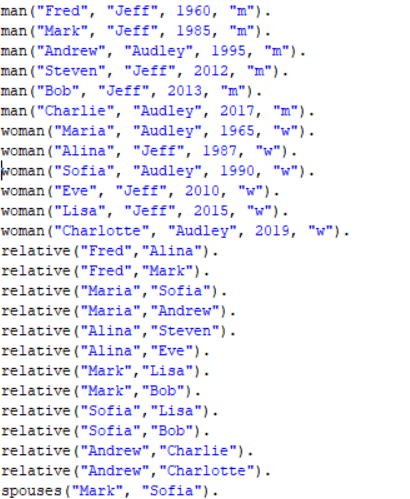 man("Fred", "Jeff", 1960, "m").
man("Mark", "Jeff", 1985, "m").
man("Andrew", "Audley", 1995, "m").
man("Steven", "Jeff", 2012, "m").
man("Bob", "Jeff", 2013, "m").
man("Charlie", "Audley", 2017, "m").
woman("Maria", "Audley", 1965, "w").
woman("Alina", "Jeff", 1987, "w").
woman("Sofia", "Audley", 1990, "w").
woman("Eve", "Jeff", 2010, "w").
woman("Lisa", "Jeff", 2015, "w").
woman("Charlotte", "Audley", 2019, "w").
relative("Fred","Alina").
relative("Fred","Mark").
relative("Maria","Sofia").
relative("Maria","Andrew").
relative("Alina","Steven").
relative("Alina","Eve").
relative("Mark","Lisa").
relative("Mark","Bob").
relative("Sofia","Lisa").
relative("Sofia","Bob").
relative("Andrew","Charlie").
relative("Andrew","Charlotte").
spouses("Mark", "Sofia").